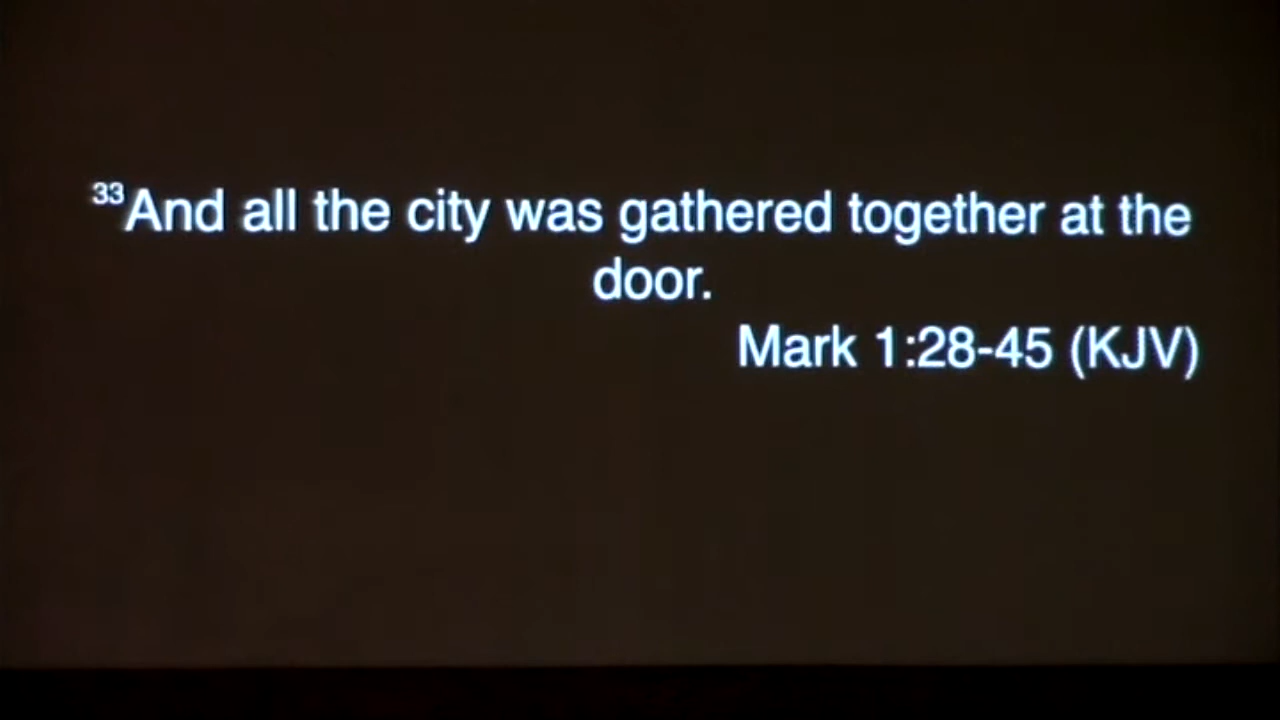 33And all the city was gathered together at the
door.
Mark 1:28-45 (KJV)